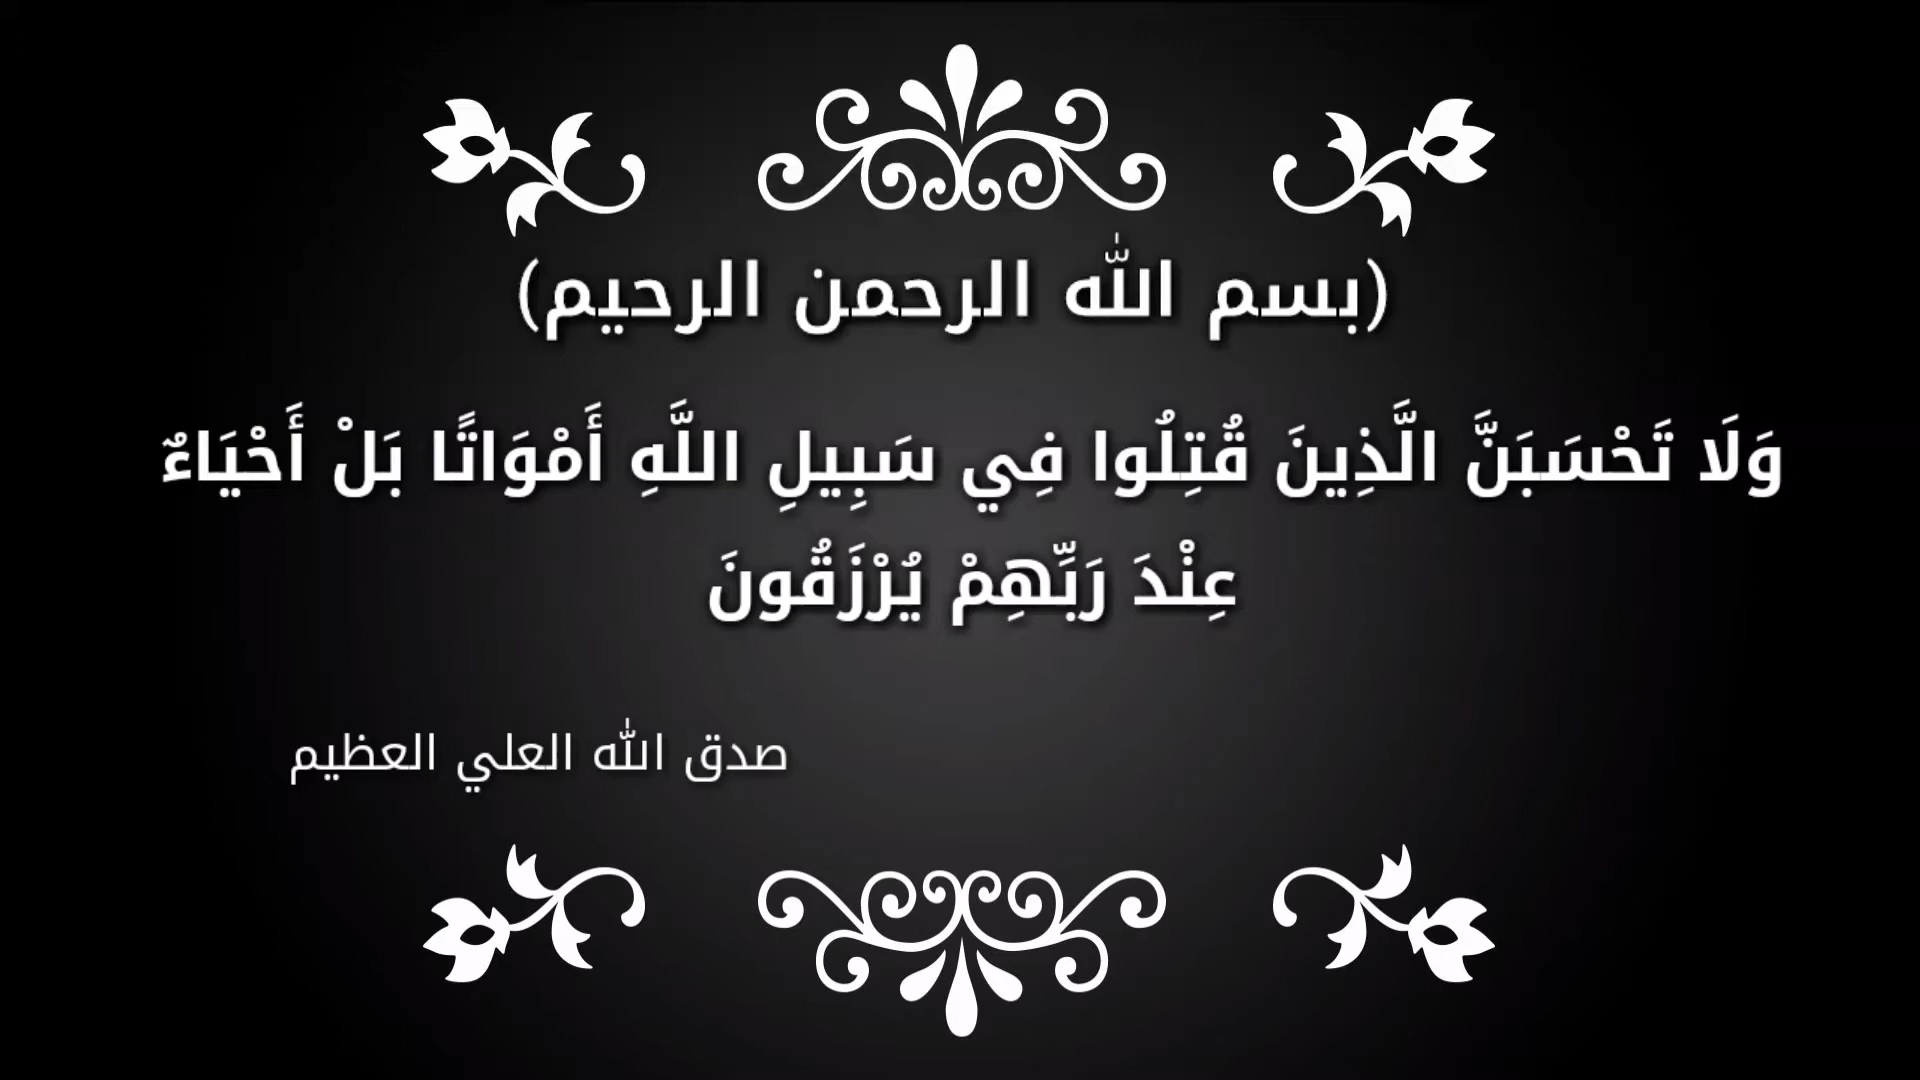 (بسم الله الرحمن الرحيم)
وَلَا تَحْسَبَنَّ الَّذِينَ قُتِلُوا فِي سَبِيلِ اللَّهِ أَمْوَاتًا بَلْ أَحْيَاءٌ
عِنْدَ رَبِّهِمْ يُرْزَقُونَ
صدق الله العلي العظيم